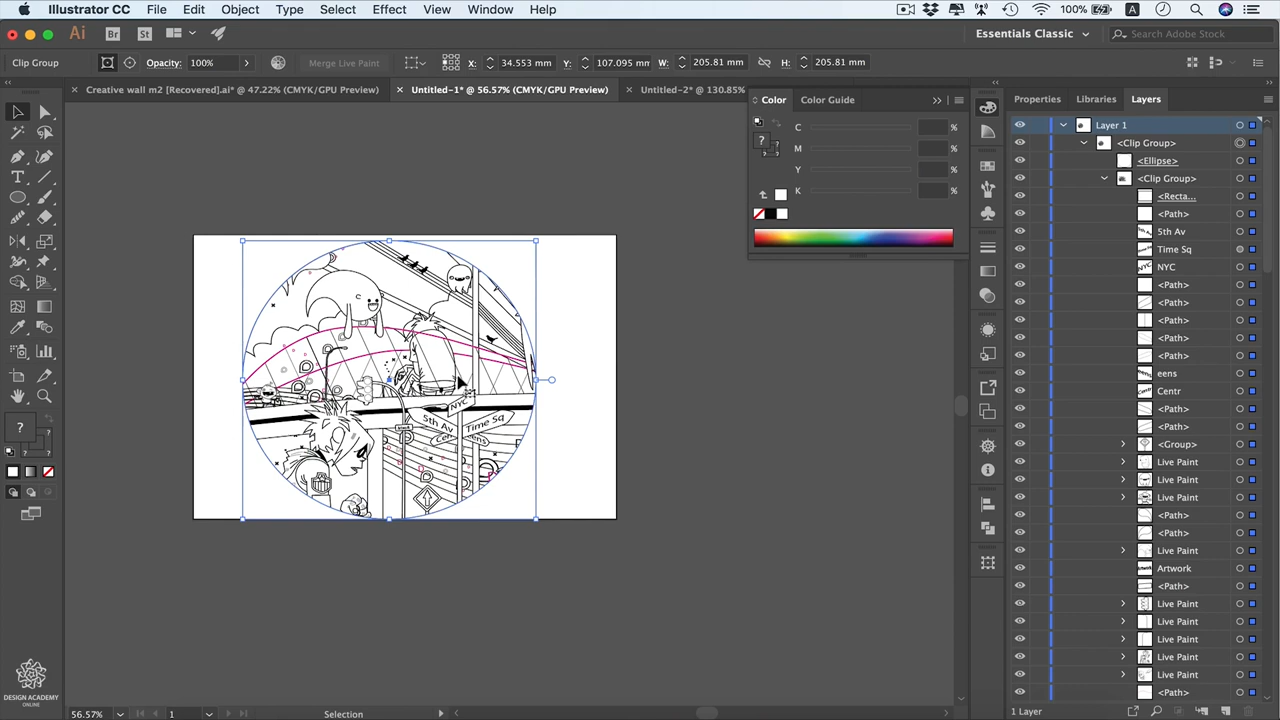 Illustrator CC File Edit Object Type Select Effect View Window Help 100% A
Ai Br St Essentials Classic Search Adobe Stock
Clip Group Opacity: 100% Merge Live Paint X: 34.553 mm Y: 107.095 mm W: 205.81 mm H: 205.81 mm
Creative wall m2 [Recovered].ai* @ 47.22% (CMYK/GPU Preview) Untitled-1* @ 56.57% (CMYK/GPU Preview) Untitled-2* @ 130.85%
Color Color Guide
C %
M %
Y %
K %
?
Properties Libraries Layers
Layer 1
<Clip Group>
<Ellipse>
<Clip Group>
<Recta...
<Path>
5th Av
Time Sq
NYC
<Path>
<Path>
<Path>
<Path>
<Path>
eens
Centr
<Path>
<Path>
<Group>
Live Paint
Live Paint
Live Paint
<Path>
<Path>
Live Paint
Artwork
<Path>
Live Paint
Live Paint
Live Paint
Live Paint
Live Paint
<Path>
NYC
5th Av Time Sq
?
DESIGN ACADEMY
ONLINE
56.57% 1 Selection
1 Layer